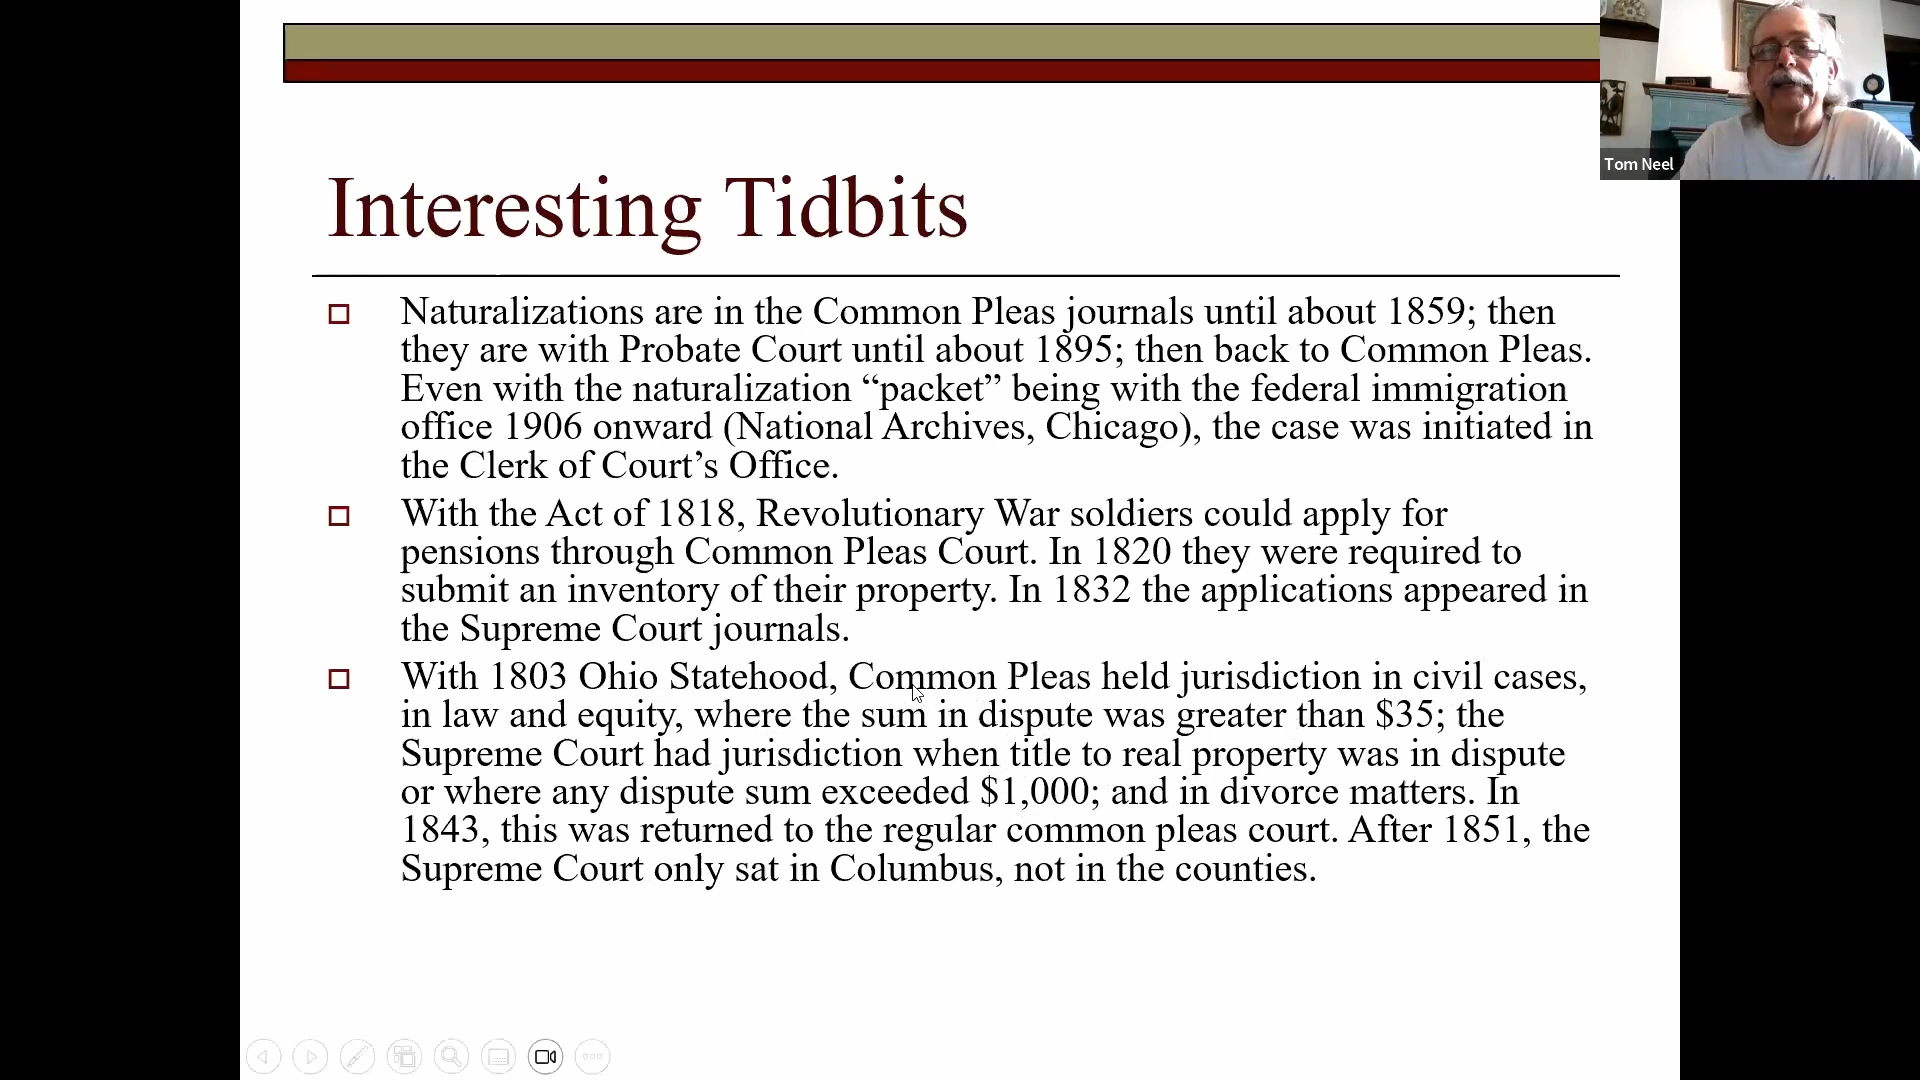 Interesting Tidbits
Naturalizations are in the Common Pleas journals until about 1859; then
they are with Probate Court until about 1895; then back to Common Pleas.
Even with the naturalization “packet” being with the federal immigration
office 1906 onward (National Archives, Chicago), the case was initiated in
the Clerk of Court’s Office.
With the Act of 1818, Revolutionary War soldiers could apply for
pensions through Common Pleas Court. In 1820 they were required to
submit an inventory of their property. In 1832 the applications appeared in
the Supreme Court journals.
With 1803 Ohio Statehood, Common Pleas held jurisdiction in civil cases,
in law and equity, where the sum in dispute was greater than $35; the
Supreme Court had jurisdiction when title to real property was in dispute
or where any dispute sum exceeded $1,000; and in divorce matters. In
1843, this was returned to the regular common pleas court. After 1851, the
Supreme Court only sat in Columbus, not in the counties.
Tom Neel